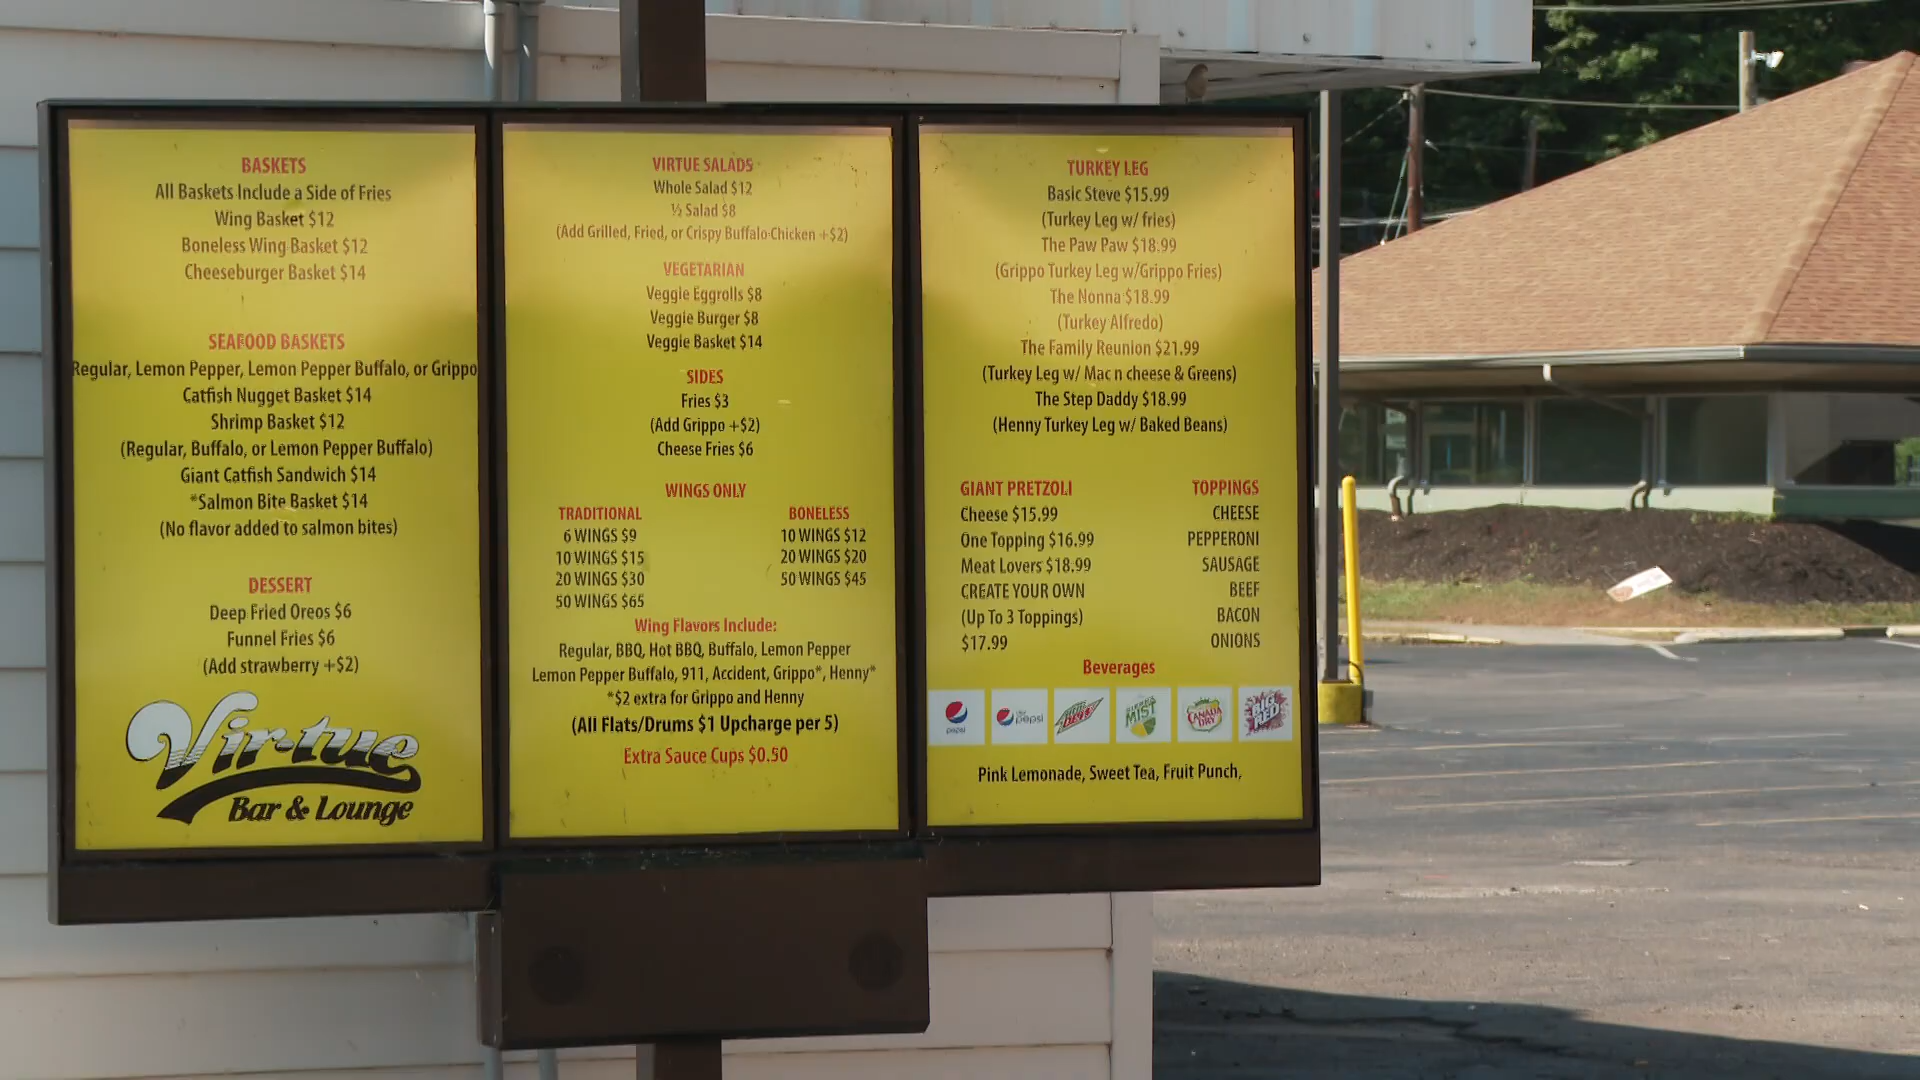 BASKETS
All Baskets Include a Side of Fries
Wing Basket $12
Boneless Wing Basket $12
Cheeseburger Basket $14
SEAFOOD BASKETS
Regular, Lemon Pepper, Lemon Pepper Buffalo, or Grippo
Catfish Nugget Basket $14
Shrimp Basket $12
(Regular, Buffalo, or Lemon Pepper Buffalo)
Giant Catfish Sandwich $14
*Salmon Bite Basket $14
(No flavor added to salmon bites)
DESSERT
Deep Fried Oreos $6
Funnel Fries $6
(Add strawberry +$2)
Vir-tue
Bar & Lounge
VIRTUE SALADS
Whole Salad $12
½ Salad $8
(Add Grilled, Fried, or Crispy Buffalo Chicken +$2)
VEGETARIAN
Veggie Eggrolls $8
Veggie Burger $8
Veggie Basket $14
SIDES
Fries $3
(Add Grippo +$2)
Cheese Fries $6
WINGS ONLY
TRADITIONAL
6 WINGS $9
10 WINGS $15
20 WINGS $30
50 WINGS $65
BONELESS
10 WINGS $12
20 WINGS $20
50 WINGS $45
Wing Flavors Include:
Regular, BBQ, Hot BBQ, Buffalo, Lemon Pepper
Lemon Pepper Buffalo, 911, Accident, Grippo*, Henny*
*$2 extra for Grippo and Henny
(All Flats/Drums $1 Upcharge per 5)
Extra Sauce Cups $0.50
TURKEY LEG
Basic Steve $15.99
(Turkey Leg w/ fries)
The Paw Paw $18.99
(Grippo Turkey Leg w/Grippo Fries)
The Nonna $18.99
(Turkey Alfredo)
The Family Reunion $21.99
(Turkey Leg w/ Mac n cheese & Greens)
The Step Daddy $18.99
(Henny Turkey Leg w/ Baked Beans)
GIANT PRETZOLI
Cheese $15.99
One Topping $16.99
Meat Lovers $18.99
CREATE YOUR OWN
(Up To 3 Toppings)
$17.99
TOPPINGS
CHEESE
PEPPERONI
SAUSAGE
BEEF
BACON
ONIONS
Beverages
pepsi
pepsi
DEW
MIST
CANADA DRY
BIG RED
Pink Lemonade, Sweet Tea, Fruit Punch,